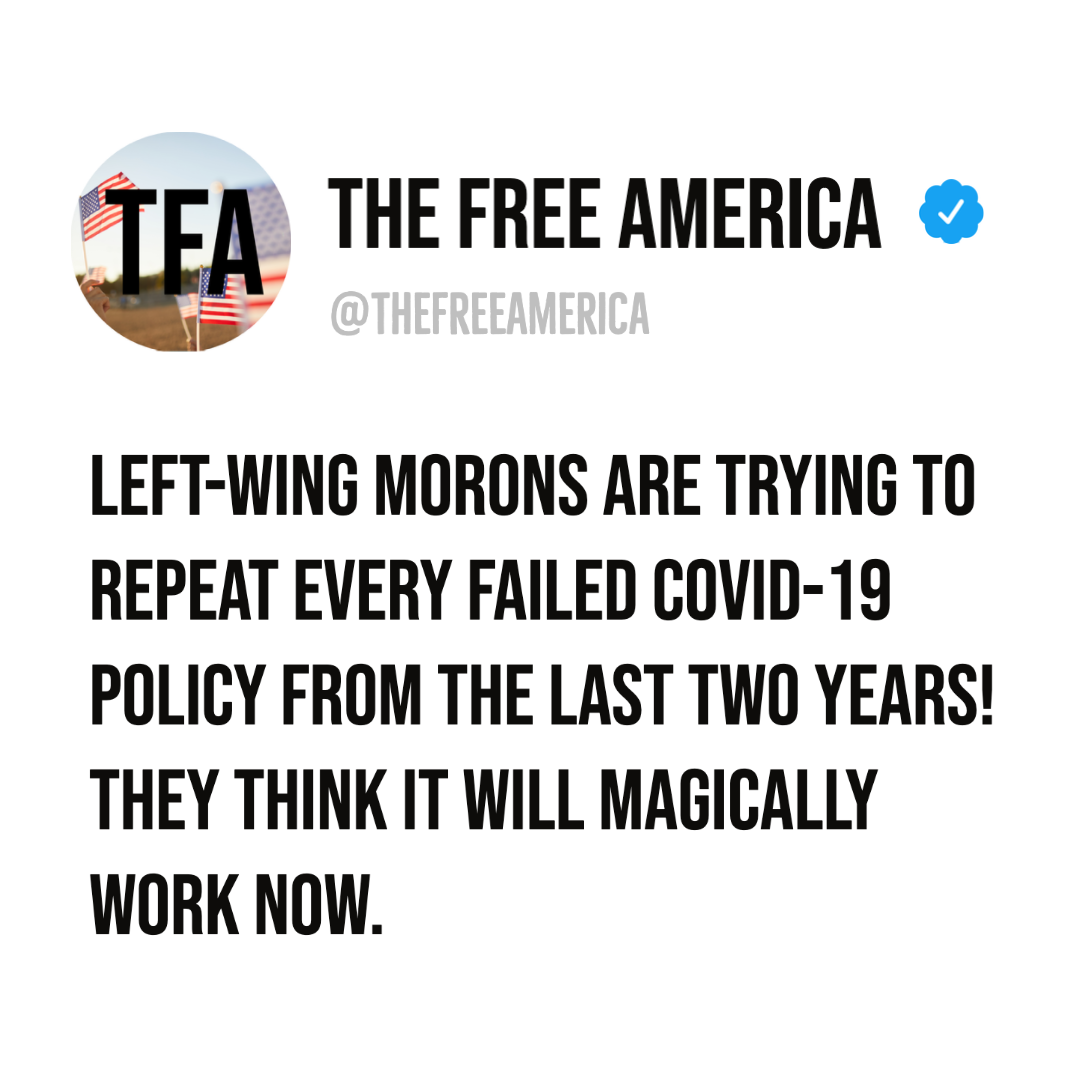 TFA
THE FREE AMERICA
@THEFREEAMERICA
LEFT-WING MORONS ARE TRYING TO
REPEAT EVERY FAILED COVID-19
POLICY FROM THE LAST TWO YEARS!
THEY THINK IT WILL MAGICALLY
WORK NOW.